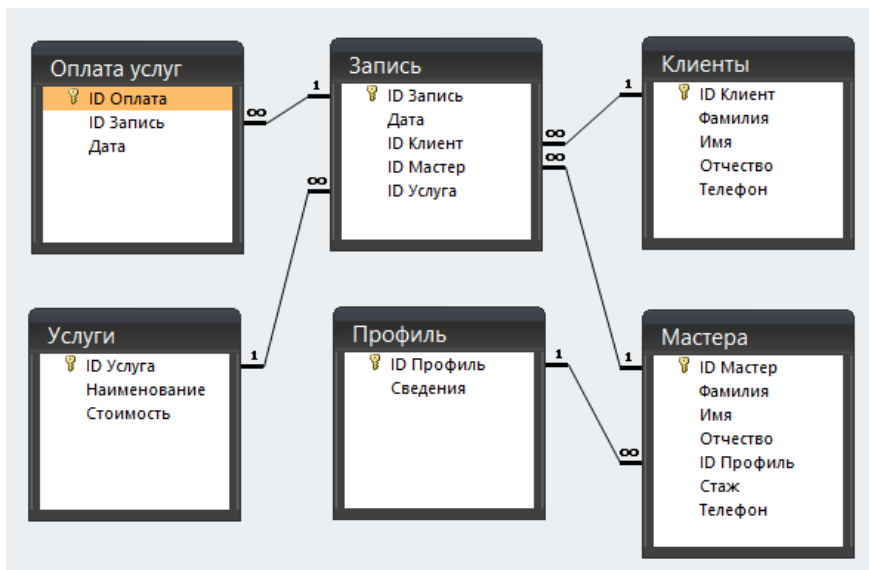 Оплата услуг
ID Оплата
ID Запись
Дата
∞
1
Запись
ID Запись
Дата
ID Клиент
ID Мастер
ID Услуга
∞
∞
∞
1
Клиенты
ID Клиент
Фамилия
Имя
Отчество
Телефон
Услуги
ID Услуга
Наименование
Стоимость
1
Профиль
ID Профиль
Сведения
1
1
∞
Мастера
ID Мастер
Фамилия
Имя
Отчество
ID Профиль
Стаж
Телефон